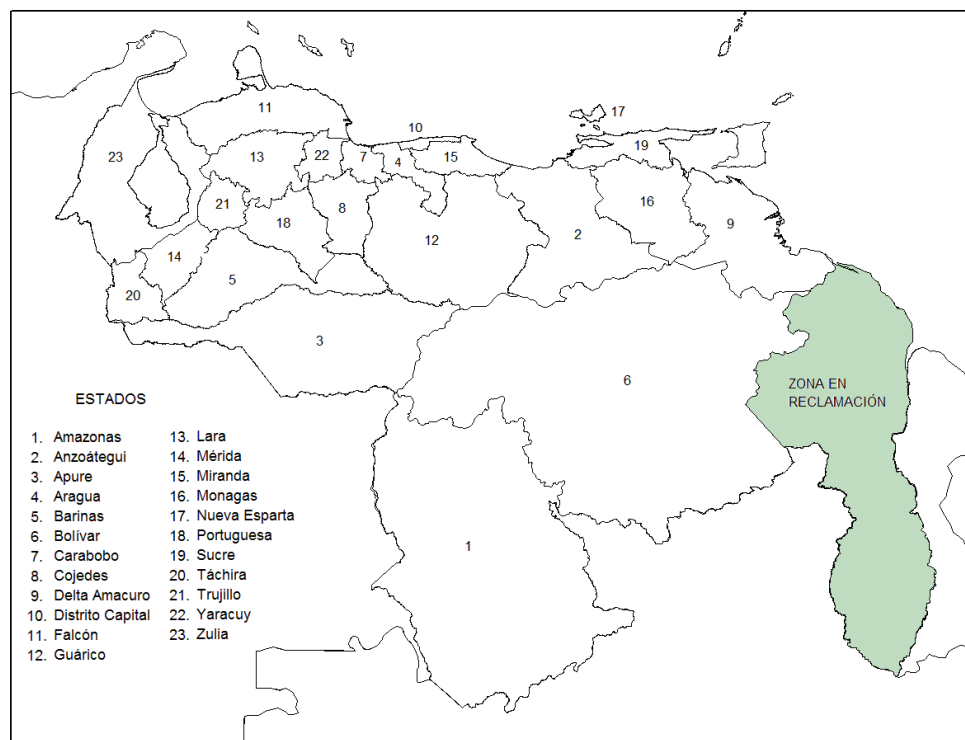 11
17
10
23
13
22
7
4
15
19
21
18
8
16
12
2
9
14
5
20
3
6
ZONA EN
RECLAMACIÓN
1
ESTADOS
1. Amazonas
2. Anzoátegui
3. Apure
4. Aragua
5. Barinas
6. Bolívar
7. Carabobo
8. Cojedes
9. Delta Amacuro
10. Distrito Capital
11. Falcón
12. Guárico
13. Lara
14. Mérida
15. Miranda
16. Monagas
17. Nueva Esparta
18. Portuguesa
19. Sucre
20. Táchira
21. Trujillo
22. Yaracuy
23. Zulia